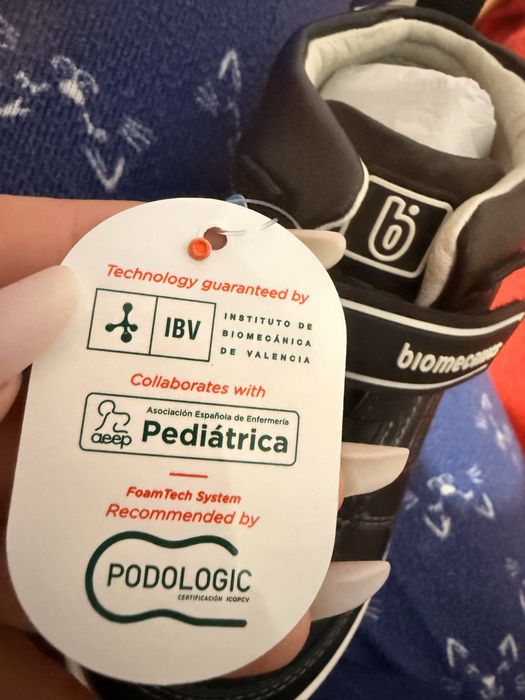 Technology guaranteed by
IBV
INSTITUTO DE
BIOMECÁNICA
DE VALENCIA
Collaborates with
aeep
Asociación Española de Enfermería
Pediátrica
FoamTech System
Recommended by
PODOLOGIC
CERTIFICACIÓN ICOPCV
b
biomecanics